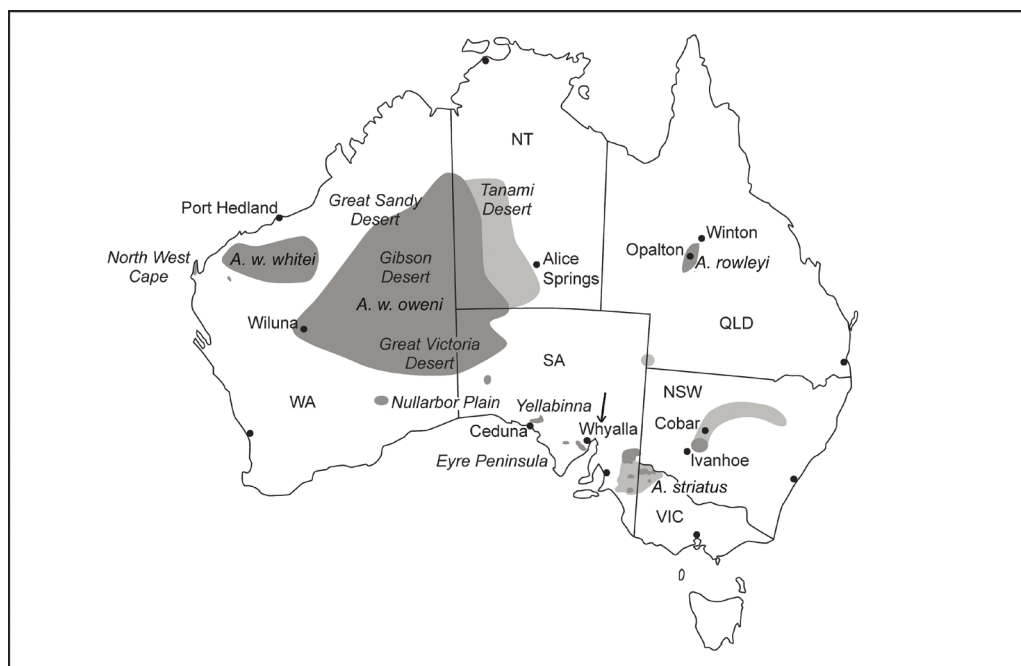 NT
Great Sandy
Desert
Tanami
Desert
Port Hedland
North West
Cape
A. w. whitei
Gibson
Desert
Alice
Springs
Winton
Opalton
A. rowleyi
A. w. oweni
Wiluna
Great Victoria
Desert
SA
QLD
WA
Nullarbor Plain
Yellabinna
NSW
Ceduna
Whyalla
Cobar
Eyre Peninsula
Ivanhoe
A. striatus
VIC